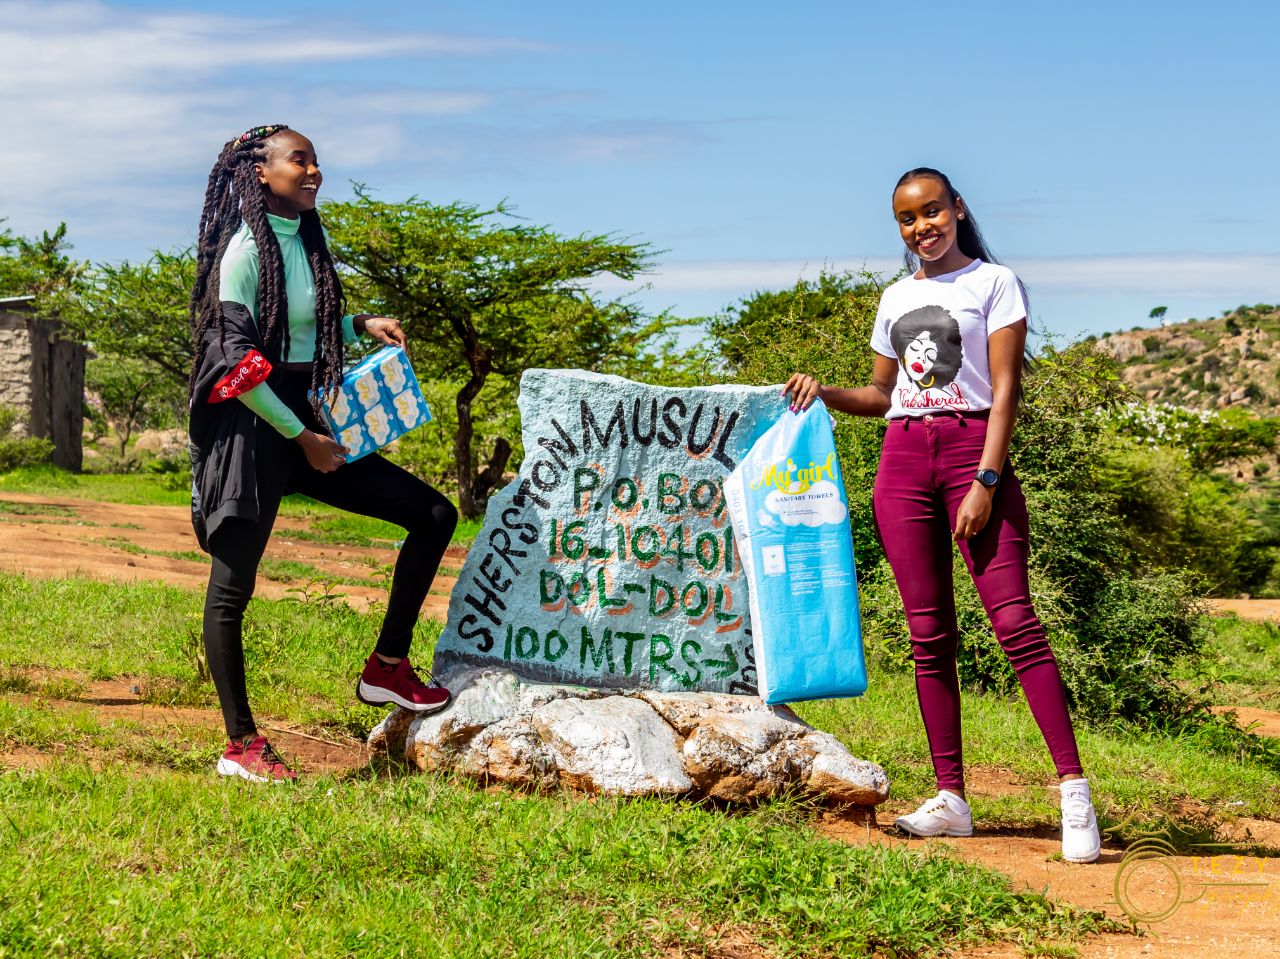 SHERSTON MUSUL
P.O. BOX
16-10401
DOL-DOL
100 MTRS→
My girl
SANITARY TOWELS
Unbothered